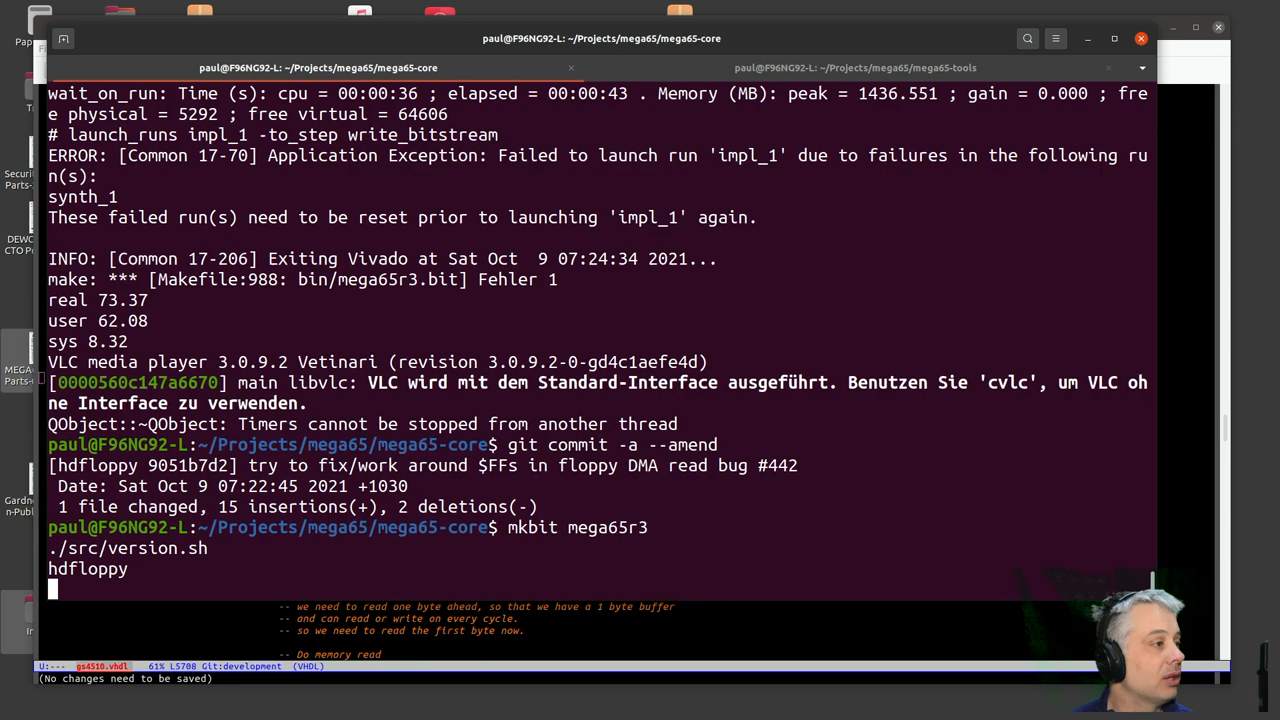 Pap
paul@F96NG92-L: ~/Projects/mega65/mega65-core
paul@F96NG92-L: ~/Projects/mega65/mega65-core
paul@F96NG92-L: ~/Projects/mega65/mega65-tools
wait_on_run: Time (s): cpu = 00:00:36 ; elapsed = 00:00:43 . Memory (MB): peak = 1436.551 ; gain = 0.000 ; fre
e physical = 5292 ; free virtual = 64606
# launch_runs impl_1 -to_step write_bitstream
ERROR: [Common 17-70] Application Exception: Failed to launch run 'impl_1' due to failures in the following ru
n(s):
synth_1
These failed run(s) need to be reset prior to launching 'impl_1' again.
INFO: [Common 17-206] Exiting Vivado at Sat Oct  9 07:24:34 2021...
make: *** [Makefile:988: bin/mega65r3.bit] Fehler 1
real 73.37
user 62.08
sys 8.32
VLC media player 3.0.9.2 Vetinari (revision 3.0.9.2-0-gd4c1aefe4d)
[0000560c147a6670] main libvlc: VLC wird mit dem Standard-Interface ausgeführt. Benutzen Sie 'cvlc', um VLC oh
ne Interface zu verwenden.
QObject::~QObject: Timers cannot be stopped from another thread
paul@F96NG92-L:~/Projects/mega65/mega65-core$ git commit -a --amend
[hdfloppy 9051b7d2] try to fix/work around $FFs in floppy DMA read bug #442
 Date: Sat Oct 9 07:22:45 2021 +1030
 1 file changed, 15 insertions(+), 2 deletions(-)
paul@F96NG92-L:~/Projects/mega65/mega65-core$ mkbit mega65r3
./src/version.sh
hdfloppy
-- we need to read one byte ahead, so that we have a 1 byte buffer
-- and can read or write on every cycle.
-- so we need to read the first byte now.
-- Do memory read
U:--- gs4510.vhdl 61% L5708 Git:development (VHDL)
(No changes need to be saved)
Securi
Parts-
DEWC
CTO P
MEGA
Parts-
Gardn
n-Publ